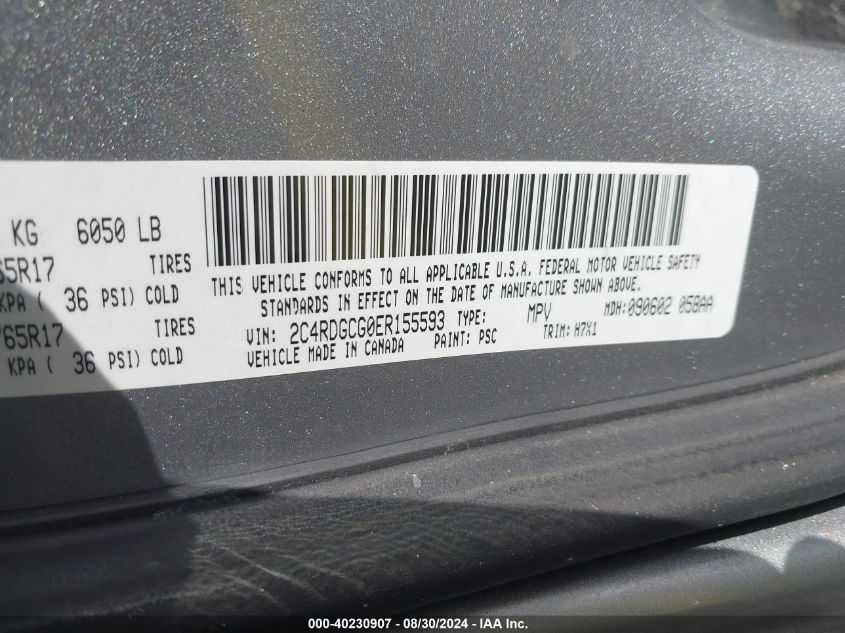 KG 6050 LB
65R17 TIRES
KPA ( 36 PSI) COLD
765R17 TIRES
KPA ( 36 PSI) COLD
THIS VEHICLE CONFORMS TO ALL APPLICABLE U.S.A. FEDERAL MOTOR VEHICLE SAFETY
STANDARDS IN EFFECT ON THE DATE OF MANUFACTURE SHOWN ABOVE.
VIN: 2C4RDGCG0ER155593 TYPE: MPV MDH:090602 058AA
VEHICLE MADE IN CANADA PAINT: PSC TRIM: H7X1
000-40230907 - 08/30/2024 - IAA Inc.